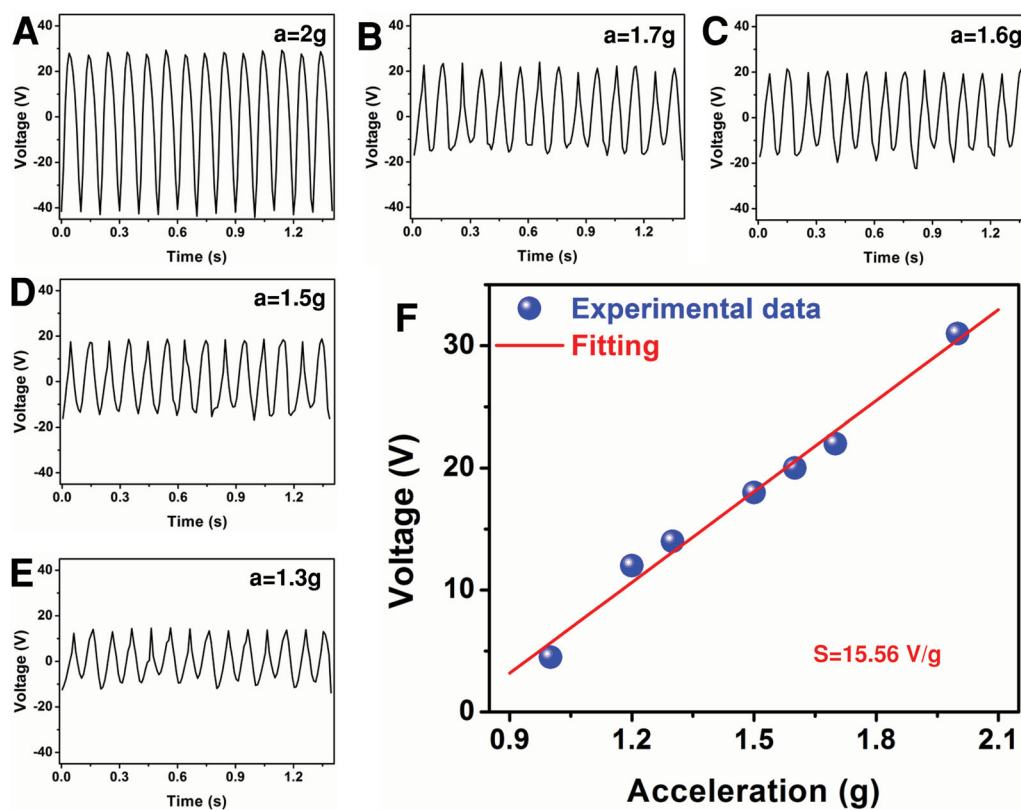 A
a=2g
Voltage (V)
40
20
0
-20
-40
0.0 0.3 0.6 0.9 1.2
Time (s)
B
a=1.7g
Voltage (V)
40
20
0
-20
-40
0.0 0.3 0.6 0.9 1.2
Time (s)
C
a=1.6g
Voltage (V)
40
20
0
-20
-40
0.0 0.3 0.6 0.9 1.2
Time (s)
D
a=1.5g
Voltage (V)
40
20
0
-20
-40
0.0 0.3 0.6 0.9 1.2
Time (s)
E
a=1.3g
Voltage (V)
40
20
0
-20
-40
0.0 0.3 0.6 0.9 1.2
Time (s)
F
Experimental data
Fitting
S=15.56 V/g
Voltage (V)
30
20
10
0
0.9 1.2 1.5 1.8 2.1
Acceleration (g)